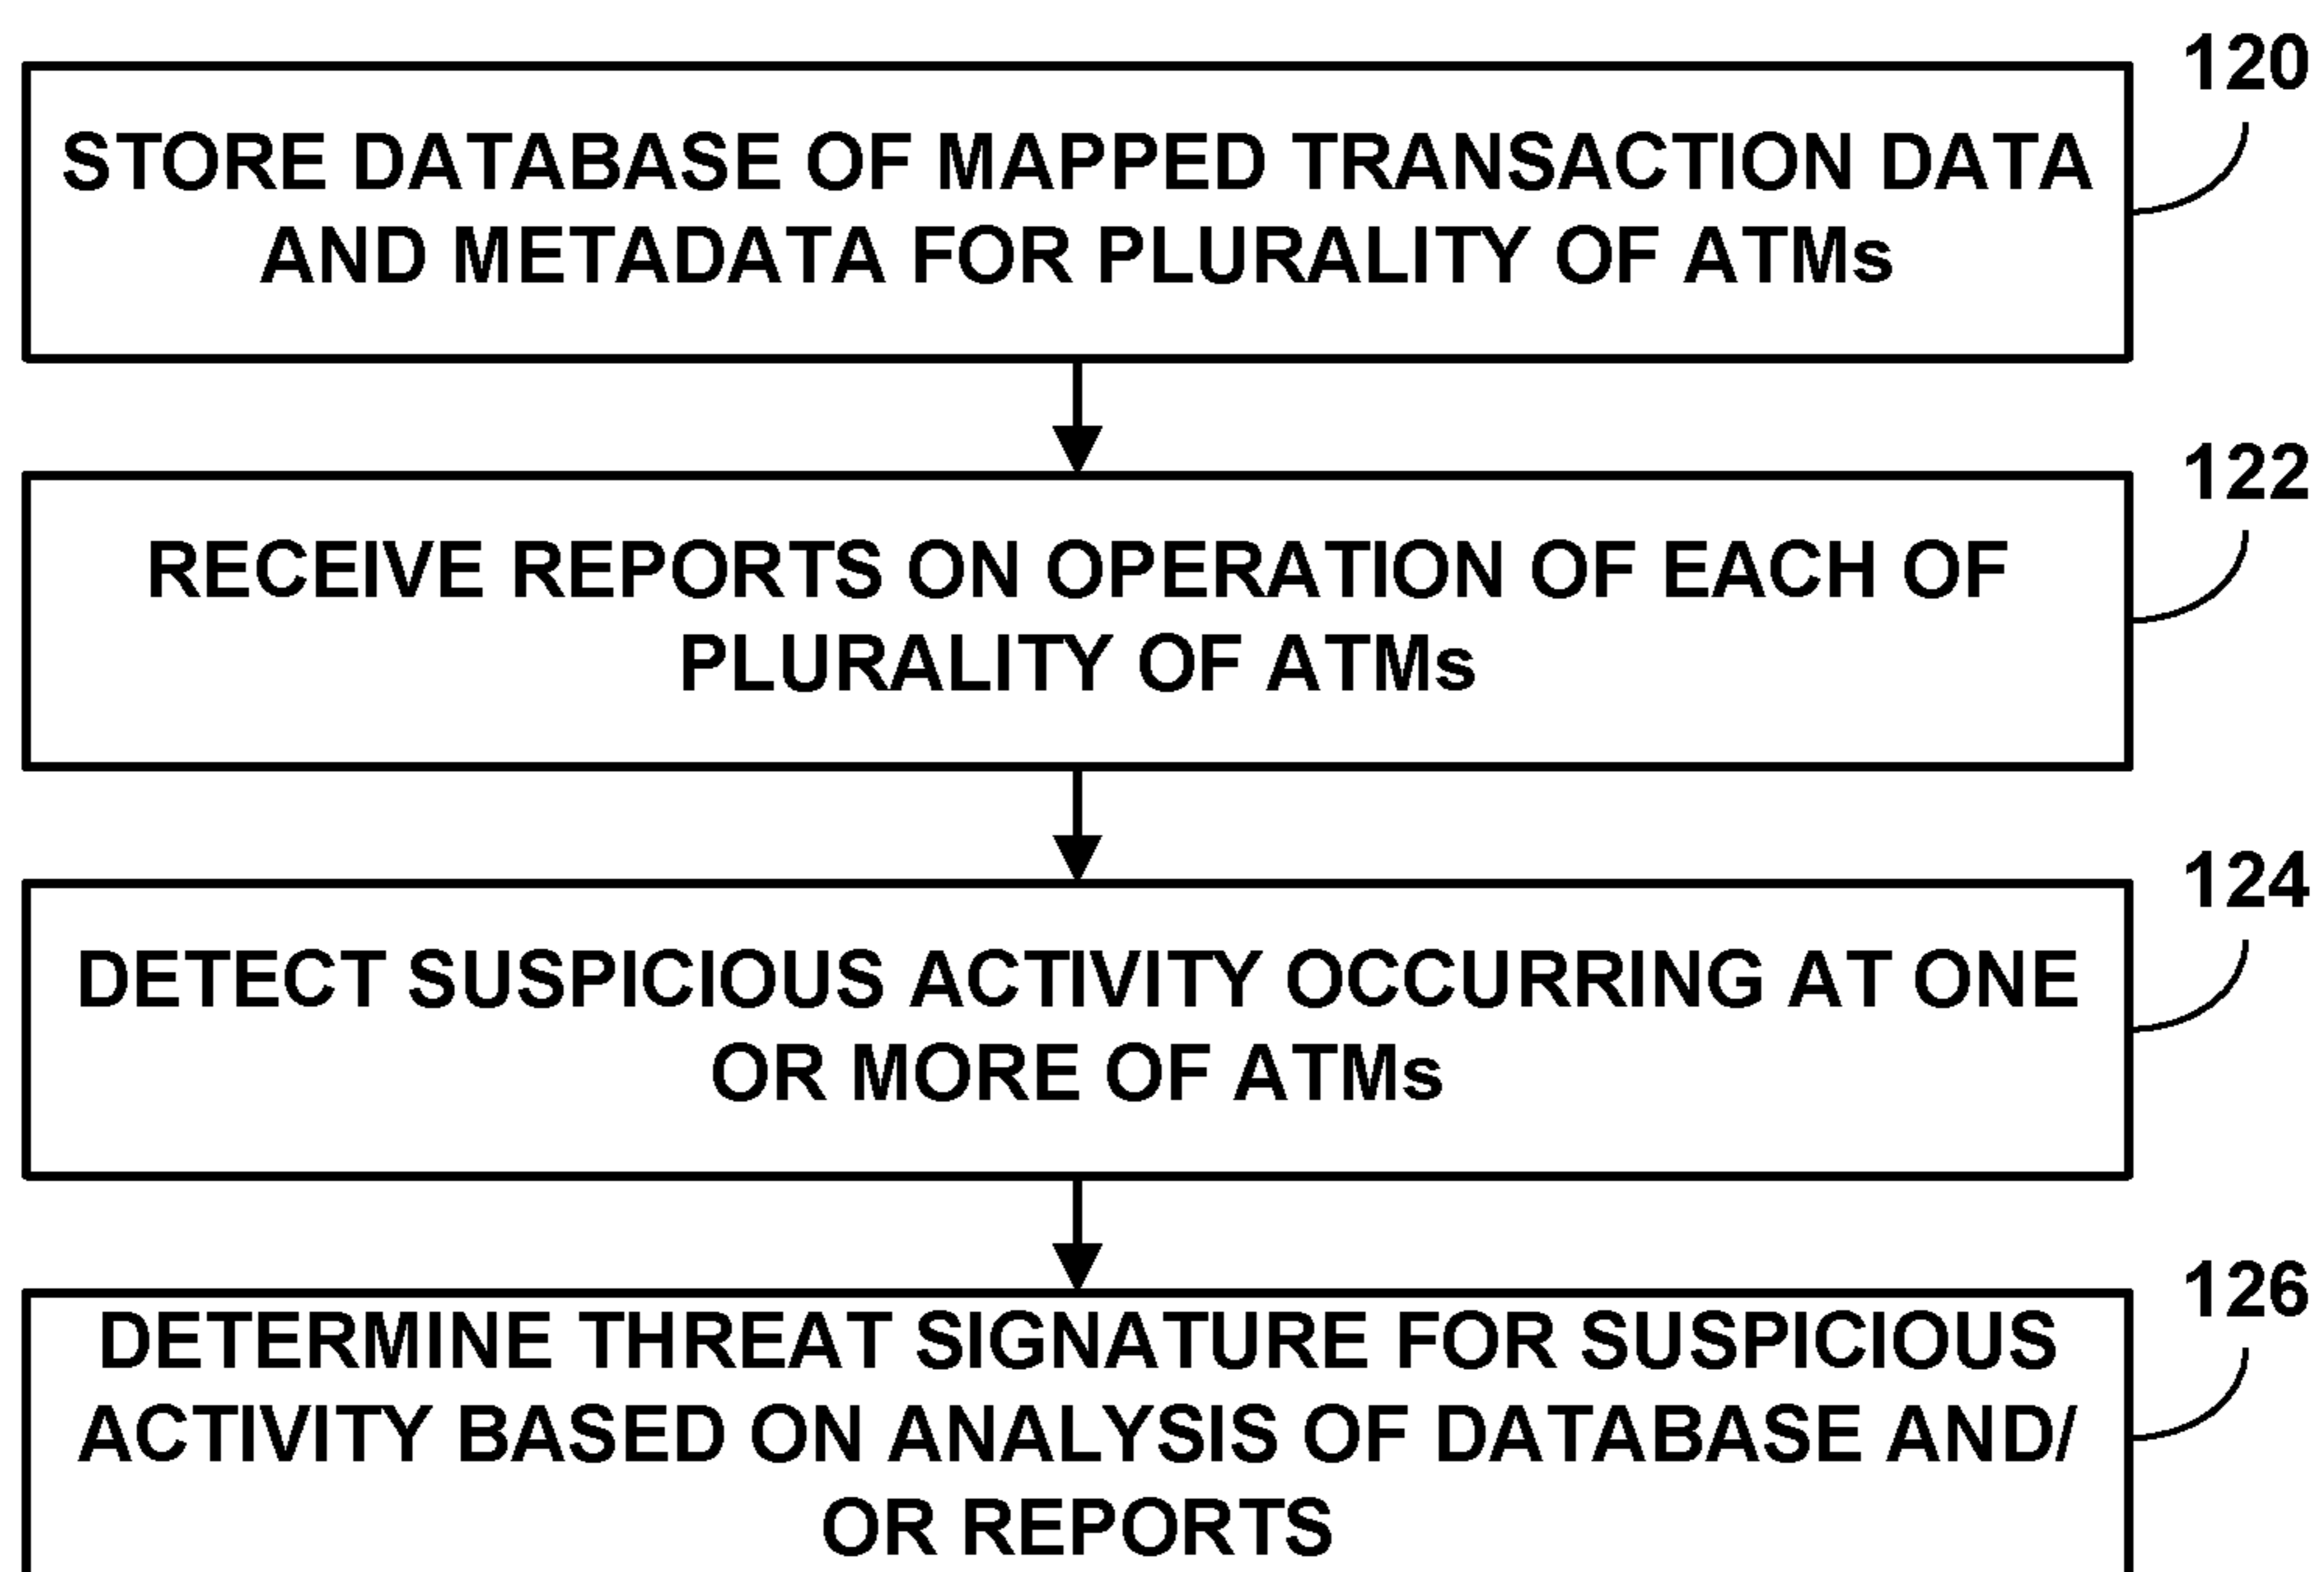 120
STORE DATABASE OF MAPPED TRANSACTION DATA
AND METADATA FOR PLURALITY OF ATMs
122
RECEIVE REPORTS ON OPERATION OF EACH OF
PLURALITY OF ATMs
124
DETECT SUSPICIOUS ACTIVITY OCCURRING AT ONE
OR MORE OF ATMs
126
DETERMINE THREAT SIGNATURE FOR SUSPICIOUS
ACTIVITY BASED ON ANALYSIS OF DATABASE AND/
OR REPORTS